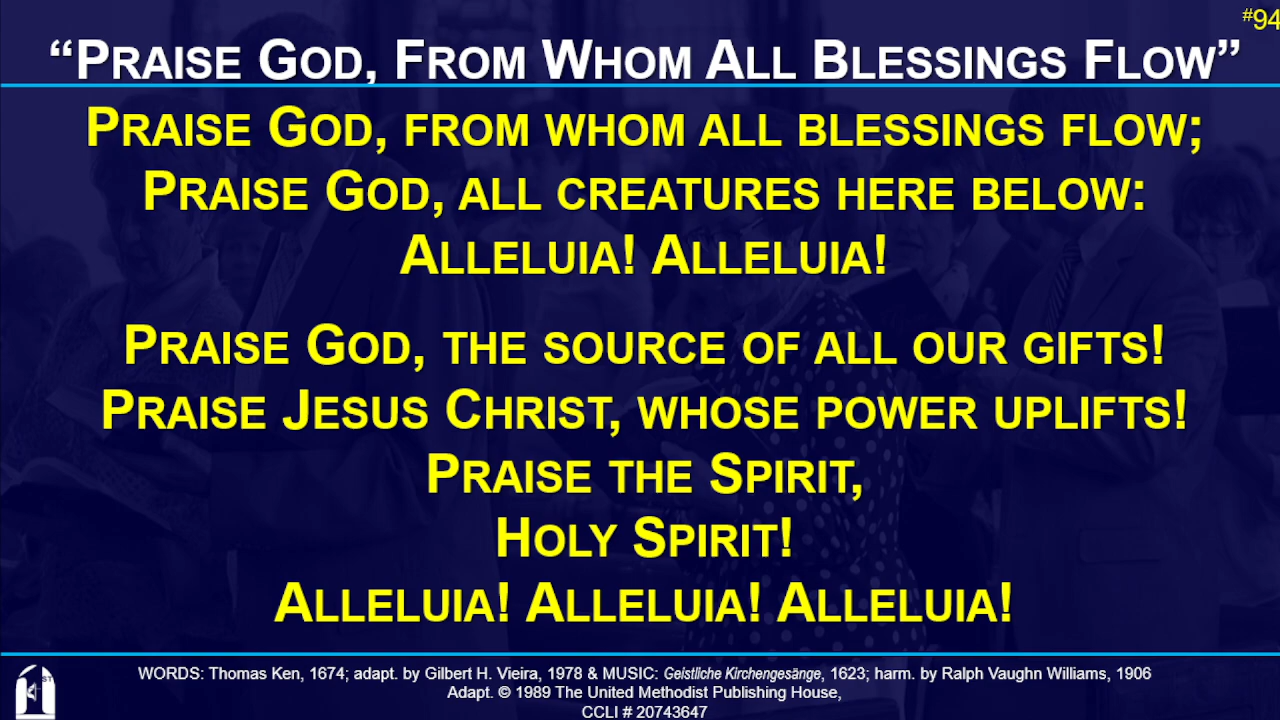 #94
“Praise God, From Whom All Blessings Flow”
Praise God, from whom all blessings flow;
Praise God, all creatures here below:
Alleluia! Alleluia!
Praise God, the source of all our gifts!
Praise Jesus Christ, whose power uplifts!
Praise the Spirit,
Holy Spirit!
Alleluia! Alleluia! Alleluia!
WORDS: Thomas Ken, 1674; adapt. by Gilbert H. Vieira, 1978 & MUSIC: Geistliche Kirchengesänge, 1623; harm. by Ralph Vaughn Williams, 1906
Adapt. © 1989 The United Methodist Publishing House,
CCLI # 20743647